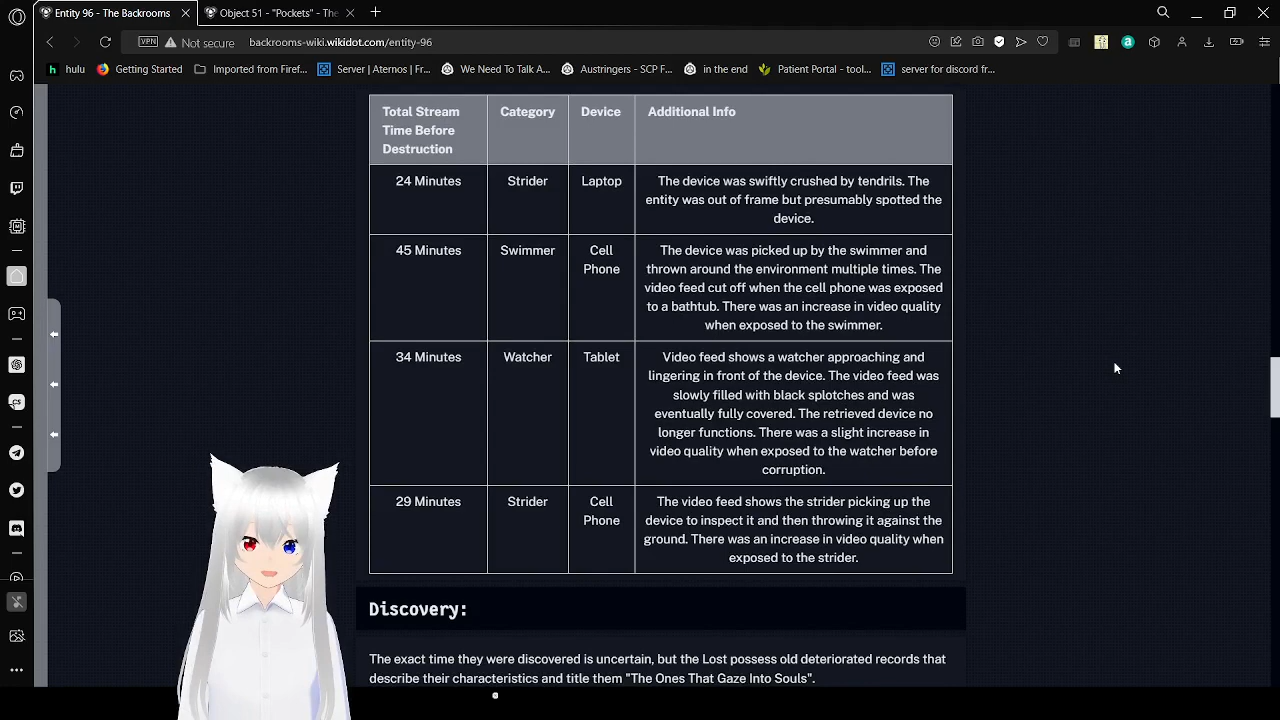 Entity 96 - The Backrooms
Object 51 - "Pockets" - The
VPN
Not secure
backrooms-wiki.wikidot.com/entity-96
hulu
Getting Started
Imported from Firef...
Server | Aternos | Fr...
We Need To Talk A...
Austringers - SCP F...
in the end
Patient Portal - tool...
server for discord fr...
Total Stream
Time Before
Destruction
Category
Device
Additional Info
24 Minutes
Strider
Laptop
The device was swiftly crushed by tendrils. The
entity was out of frame but presumably spotted the
device.
45 Minutes
Swimmer
Cell
Phone
The device was picked up by the swimmer and
thrown around the environment multiple times. The
video feed cut off when the cell phone was exposed
to a bathtub. There was an increase in video quality
when exposed to the swimmer.
34 Minutes
Watcher
Tablet
Video feed shows a watcher approaching and
lingering in front of the device. The video feed was
slowly filled with black splotches and was
eventually fully covered. The retrieved device no
longer functions. There was a slight increase in
video quality when exposed to the watcher before
corruption.
29 Minutes
Strider
Cell
Phone
The video feed shows the strider picking up the
device to inspect it and then throwing it against the
ground. There was an increase in video quality when
exposed to the strider.
Discovery:
The exact time they were discovered is uncertain, but the Lost possess old deteriorated records that
describe their characteristics and title them "The Ones That Gaze Into Souls".